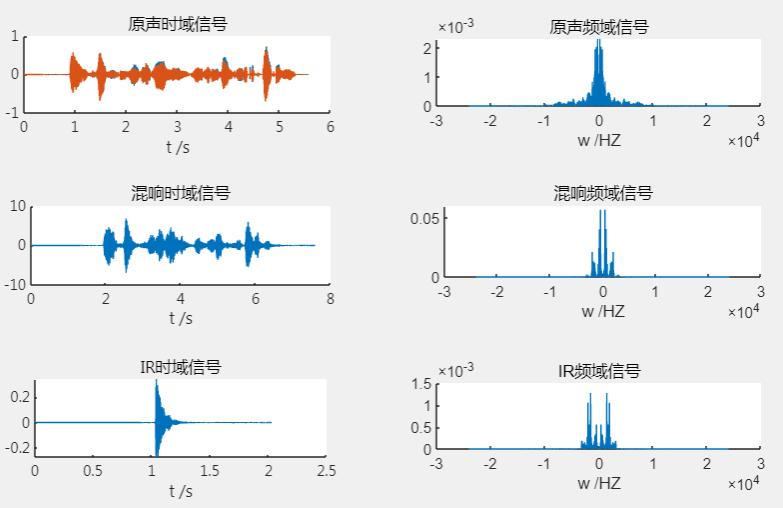 原声时域信号
1
0
-1
0 1 2 3 4 5 6
t /s
原声频域信号
×10-3
2
1
0
-3 -2 -1 0 1 2 3
w /HZ
×10⁴
混响时域信号
10
0
-10
0 2 4 6 8
t /s
混响频域信号
0.05
0
-3 -2 -1 0 1 2 3
w /HZ
×10⁴
IR时域信号
0.2
0
-0.2
0 0.5 1 1.5 2 2.5
t /s
IR频域信号
×10-3
1.5
1
0.5
0
-3 -2 -1 0 1 2 3
w /HZ
×10⁴